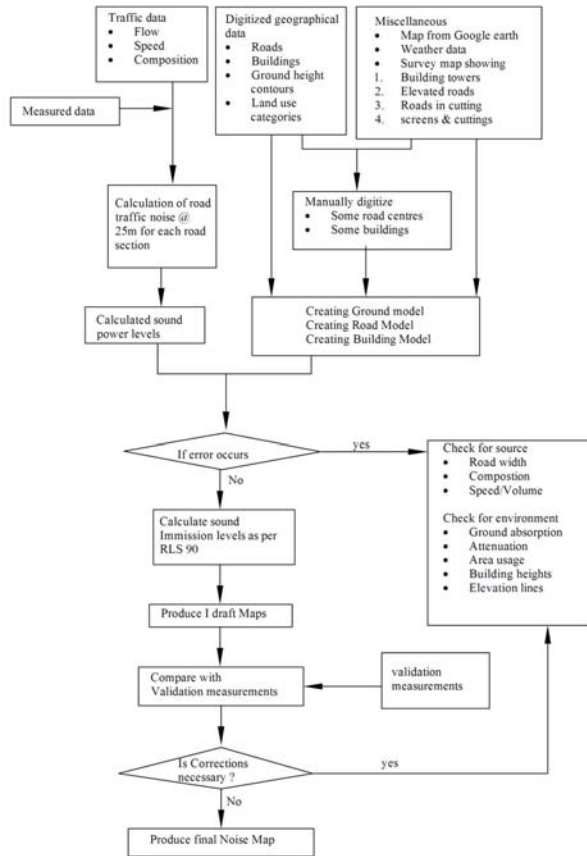 Traffic data
• Flow
• Speed
• Composition
Digitized geographical
data
• Roads
• Buildings
• Ground height
contours
• Land use
categories
Miscellaneous
• Map from Google earth
• Weather data
• Survey map showing
1. Building towers
2. Elevated roads
3. Roads in cutting
4. screens & cuttings
Measured data
Calculation of road
traffic noise @
25m for each road
section
Manually digitize
• Some road centres
• Some buildings
Calculated sound
power levels
Creating Ground model
Creating Road Model
Creating Building Model
If error occurs
yes
No
Check for source
• Road width
• Compostion
• Speed/Volume
Check for environment
• Ground absorption
• Attenuation
• Area usage
• Building heights
• Elevation lines
Calculate sound
Immission levels as per
RLS 90
Produce I draft Maps
Compare with
Validation measurements
validation
measurements
Is Corrections
necessary ?
yes
No
Produce final Noise Map